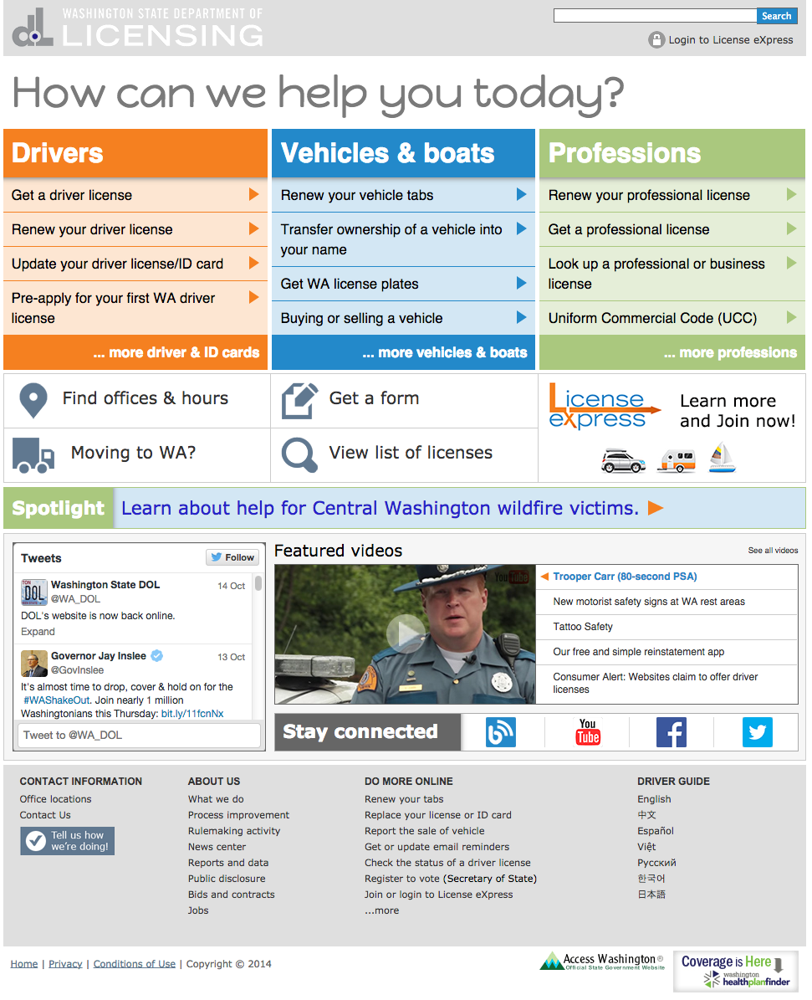 WASHINGTON STATE DEPARTMENT OF
LICENSING
Search
Login to License eXpress
How can we help you today?
Drivers
Get a driver license
Renew your driver license
Update your driver license/ID card
Pre-apply for your first WA driver
license
... more driver & ID cards
Vehicles & boats
Renew your vehicle tabs
Transfer ownership of a vehicle into
your name
Get WA license plates
Buying or selling a vehicle
... more vehicles & boats
Professions
Renew your professional license
Get a professional license
Look up a professional or business
license
Uniform Commercial Code (UCC)
... more professions
Find offices & hours
Get a form
Moving to WA?
View list of licenses
License
eXpress
Learn more
and Join now!
Spotlight
Learn about help for Central Washington wildfire victims.
Tweets
Follow
DOL
Washington State DOL
14 Oct
@WA_DOL
DOL's website is now back online.
Expand
Governor Jay Inslee
13 Oct
@GovInslee
It's almost time to drop, cover & hold on for the
#WAShakeOut. Join nearly 1 million
Washingtonians this Thursday: bit.ly/11fcnNx
Tweet to @WA_DOL
Featured videos
See all videos
YouTube
Trooper Carr (80-second PSA)
New motorist safety signs at WA rest areas
Tattoo Safety
Our free and simple reinstatement app
Consumer Alert: Websites claim to offer driver
licenses
Stay connected
You
Tube
CONTACT INFORMATION
Office locations
Contact Us
Tell us how
we're doing!
ABOUT US
What we do
Process improvement
Rulemaking activity
News center
Reports and data
Public disclosure
Bids and contracts
Jobs
DO MORE ONLINE
Renew your tabs
Replace your license or ID card
Report the sale of vehicle
Get or update email reminders
Check the status of a driver license
Register to vote (Secretary of State)
Join or login to License eXpress
...more
DRIVER GUIDE
English
中文
Español
Việt
Русский
한국어
日本語
Home | Privacy | Conditions of Use | Copyright © 2014
Access Washington®
Official State Government Website
Coverage is Here
washington
healthplanfinder